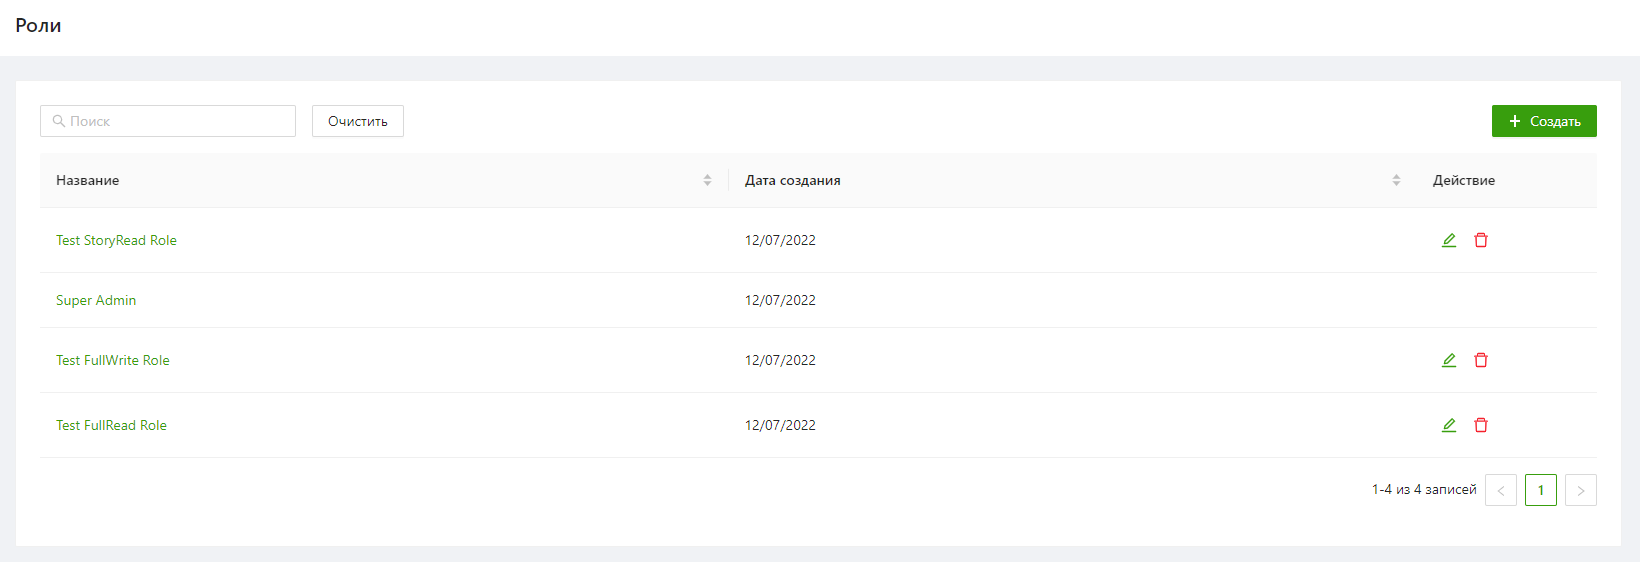 Роли
Поиск Очистить Создать
Название Дата создания Действие
Test StoryRead Role 12/07/2022
Super Admin 12/07/2022
Test FullWrite Role 12/07/2022
Test FullRead Role 12/07/2022
1-4 из 4 записей < 1 >